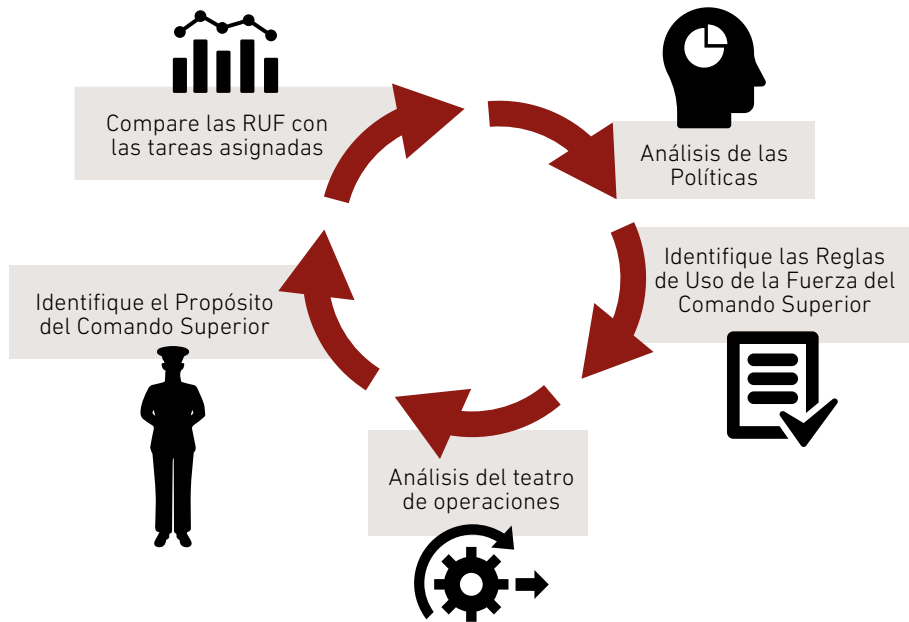 Compare las RUF con
las tareas asignadas
Análisis de las
Políticas
Identifique las Reglas
de Uso de la Fuerza del
Comando Superior
Identifique el Propósito
del Comando Superior
Análisis del teatro
de operaciones